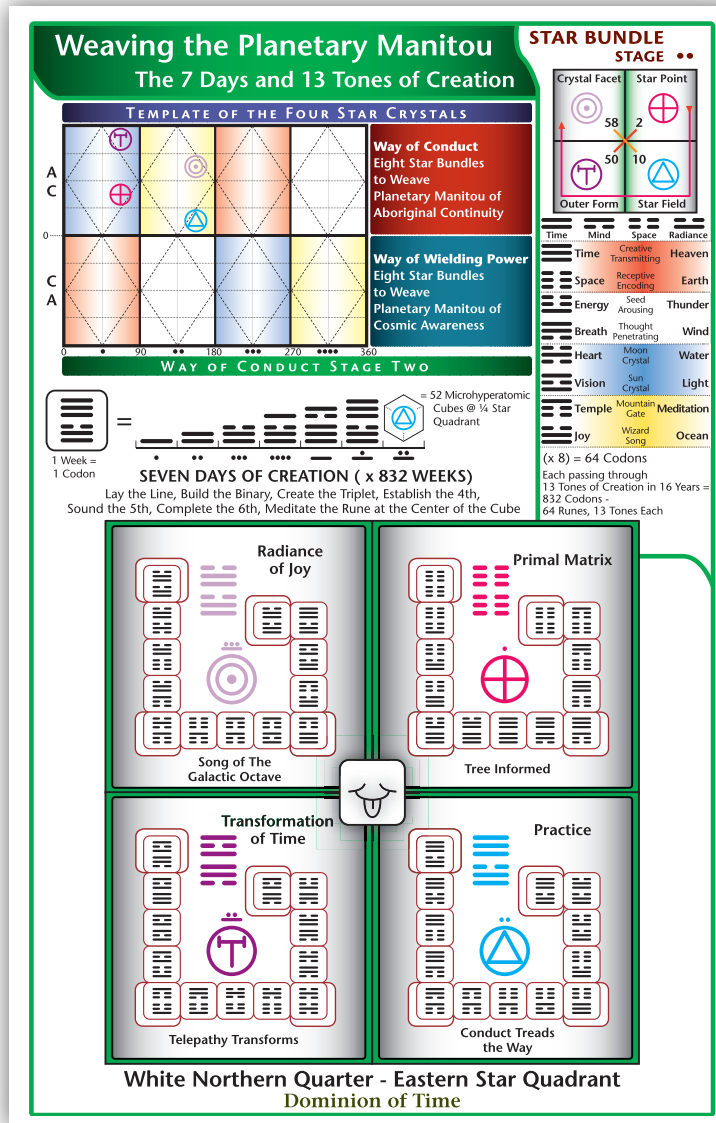 Weaving the Planetary Manitou
The 7 Days and 13 Tones of Creation
STAR BUNDLE
STAGE ••
Crystal Facet
Star Point
58
2
50
10
Outer Form
Star Field
TEMPLATE OF THE FOUR STAR CRYSTALS
A
C
0
C
A
0
90
180
270
360
Way of Conduct
Eight Star Bundles
to Weave
Planetary Manitou of
Aboriginal Continuity
Way of Wielding Power
Eight Star Bundles
to Weave
Planetary Manitou of
Cosmic Awareness
WAY OF CONDUCT STAGE TWO
Time
Mind
Space
Radiance
Time
Creative
Transmitting
Heaven
Space
Receptive
Encoding
Earth
Energy
Seed
Arousing
Thunder
Breath
Thought
Penetrating
Wind
Heart
Moon
Crystal
Water
Vision
Sun
Crystal
Light
Temple
Mountain
Gate
Meditation
Joy
Wizard
Song
Ocean
(x 8) = 64 Codons
Each passing through
13 Tones of Creation in 16 Years =
832 Codons -
64 Runes, 13 Tones Each
1 Week =
1 Codon
=
= 52 Microhyperatomic
Cubes @ ¼ Star
Quadrant
SEVEN DAYS OF CREATION ( x 832 WEEKS)
Lay the Line, Build the Binary, Create the Triplet, Establish the 4th,
Sound the 5th, Complete the 6th, Meditate the Rune at the Center of the Cube
Radiance
of Joy
Song of The
Galactic Octave
Primal Matrix
Tree Informed
Transformation
of Time
Telepathy Transforms
Practice
Conduct Treads
the Way
White Northern Quarter - Eastern Star Quadrant
Dominion of Time